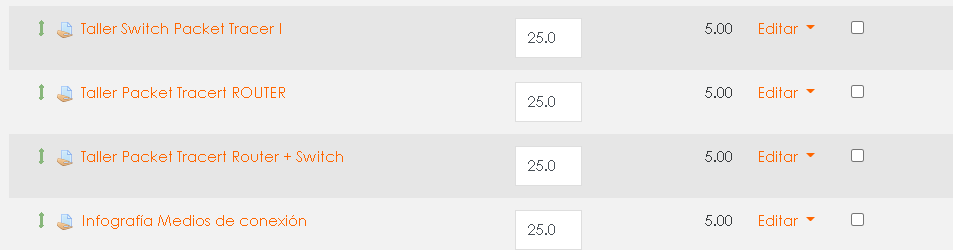 Taller Switch Packet Tracer I 25.0 5.00 Editar
Taller Packet Tracert ROUTER 25.0 5.00 Editar
Taller Packet Tracert Router + Switch 25.0 5.00 Editar
Infografía Medios de conexión 25.0 5.00 Editar